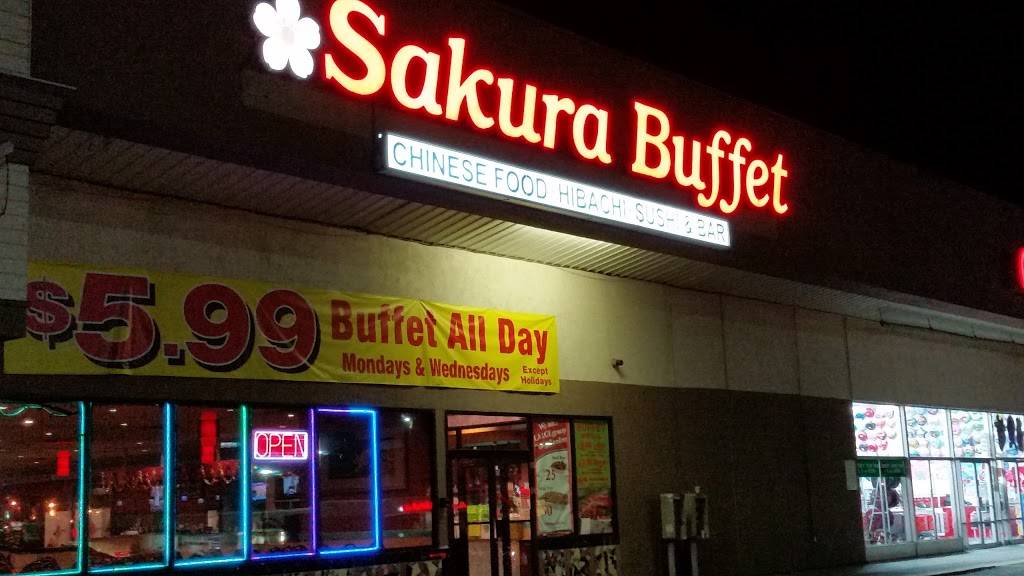 Sakura Buffet
CHINESE FOOD HIBACHI SUSHI & BAR
$5.99 Buffet All Day
Mondays & Wednesdays Except
Holidays
OPEN